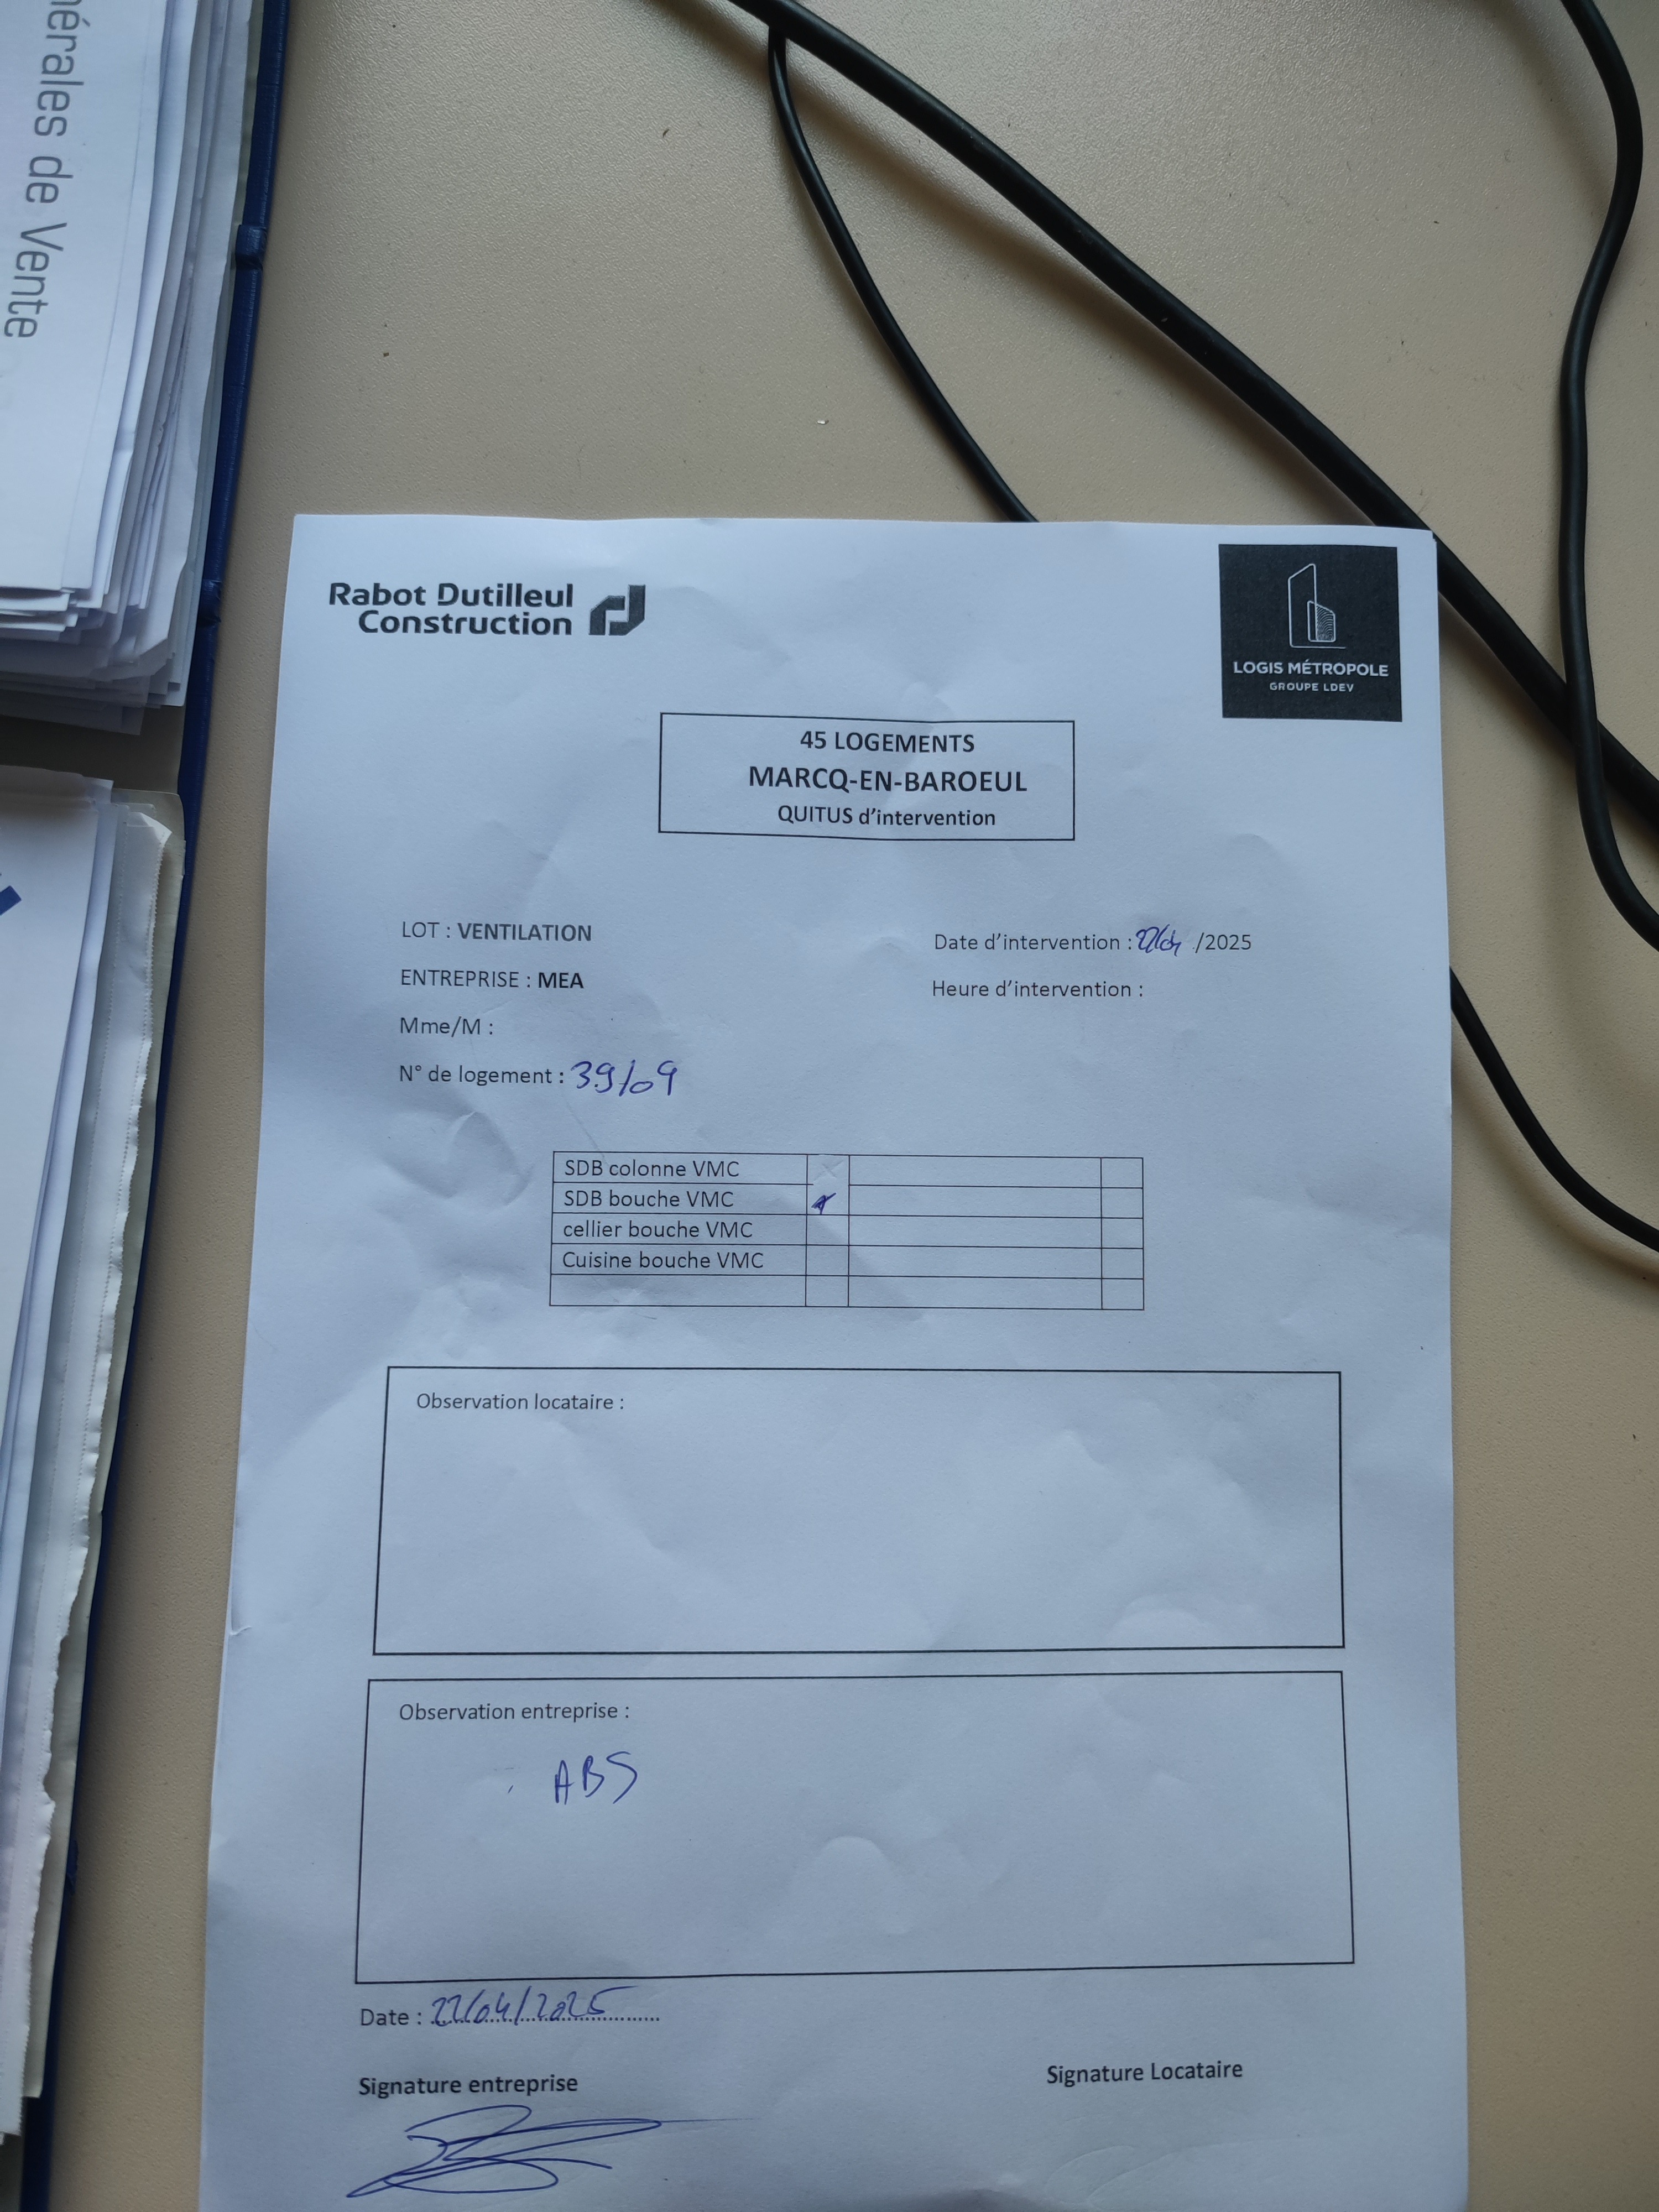 nérales de Vente
Rabot Dutilleul
Construction
LOGIS MÉTROPOLE
GROUPE LDEV
45 LOGEMENTS
MARCQ-EN-BAROEUL
QUITUS d'intervention
LOT : VENTILATION
Date d'intervention : 22/04 /2025
ENTREPRISE : MEA
Heure d'intervention :
Mme/M :
N° de logement : 39/09
SDB colonne VMC
SDB bouche VMC
cellier bouche VMC
Cuisine bouche VMC
Observation locataire :
Observation entreprise :
ABS
Date : 22/04/2025
Signature entreprise
Signature Locataire